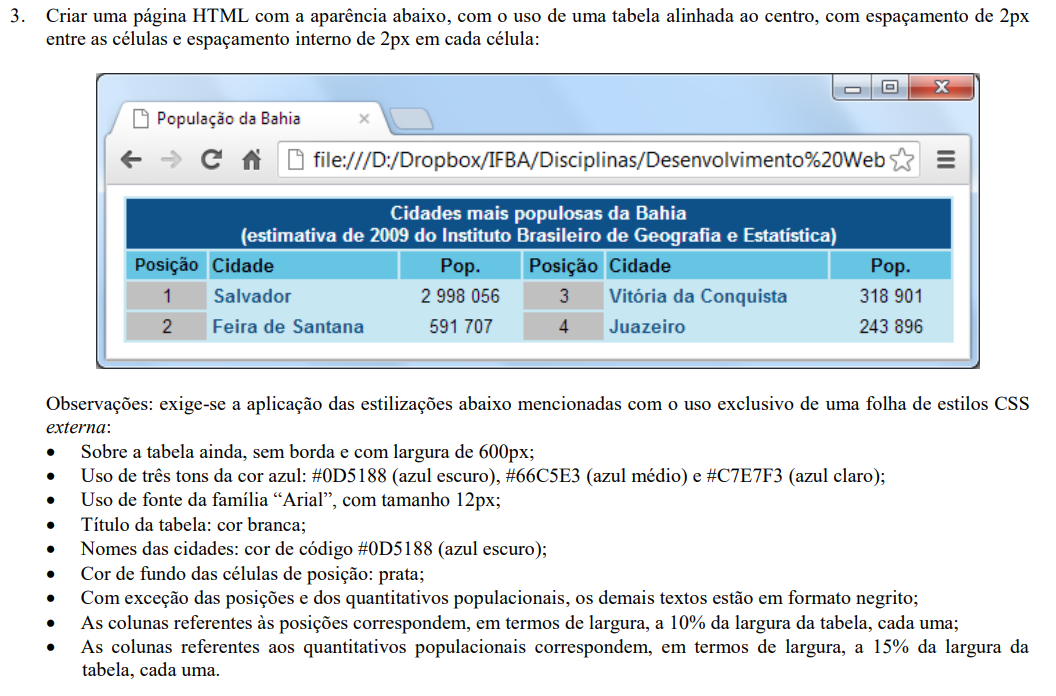 3. Criar uma página HTML com a aparência abaixo, com o uso de uma tabela alinhada ao centro, com espaçamento de 2px
entre as células e espaçamento interno de 2px em cada célula:
População da Bahia
file:///D:/Dropbox/IFBA/Disciplinas/Desenvolvimento%20Web
Cidades mais populosas da Bahia
(estimativa de 2009 do Instituto Brasileiro de Geografia e Estatística)
Posição Cidade Pop. Posição Cidade Pop.
1 Salvador 2 998 056 3 Vitória da Conquista 318 901
2 Feira de Santana 591 707 4 Juazeiro 243 896
Observações: exige-se a aplicação das estilizações abaixo mencionadas com o uso exclusivo de uma folha de estilos CSS
externa:
• Sobre a tabela ainda, sem borda e com largura de 600px;
• Uso de três tons da cor azul: #0D5188 (azul escuro), #66C5E3 (azul médio) e #C7E7F3 (azul claro);
• Uso de fonte da família “Arial”, com tamanho 12px;
• Título da tabela: cor branca;
• Nomes das cidades: cor de código #0D5188 (azul escuro);
• Cor de fundo das células de posição: prata;
• Com exceção das posições e dos quantitativos populacionais, os demais textos estão em formato negrito;
• As colunas referentes às posições correspondem, em termos de largura, a 10% da largura da tabela, cada uma;
• As colunas referentes aos quantitativos populacionais correspondem, em termos de largura, a 15% da largura da
tabela, cada uma.